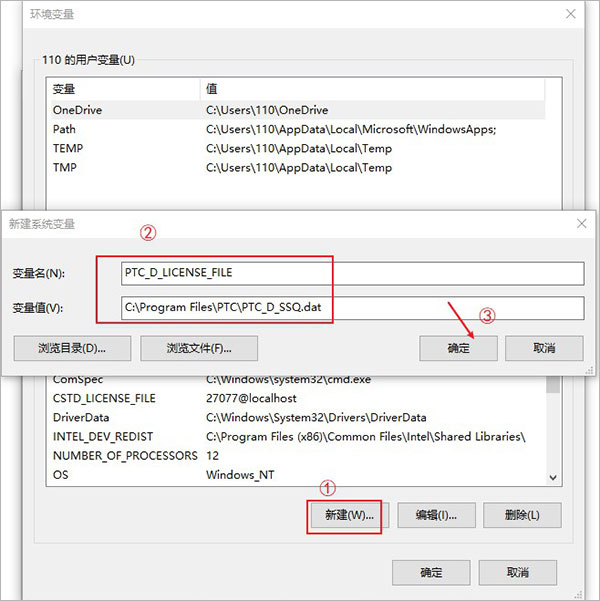 环境变量
110 的用户变量(U)
变量 值
OneDrive C:\Users\110\OneDrive
Path C:\Users\110\AppData\Local\Microsoft\WindowsApps;
TEMP C:\Users\110\AppData\Local\Temp
TMP C:\Users\110\AppData\Local\Temp
新建系统变量
②
变量名(N): PTC_D_LICENSE_FILE
变量值(V): C:\Program Files\PTC\PTC_D_SSQ.dat
③
浏览目录(D)... 浏览文件(F)... 确定 取消
ComSpec C:\Windows\system32\cmd.exe
CSTD_LICENSE_FILE 27077@localhost
DriverData C:\Windows\System32\Drivers\DriverData
INTEL_DEV_REDIST C:\Program Files (x86)\Common Files\Intel\Shared Libraries\
NUMBER_OF_PROCESSORS 12
OS Windows_NT
①
新建(W)... 编辑(I)... 删除(L)
确定 取消